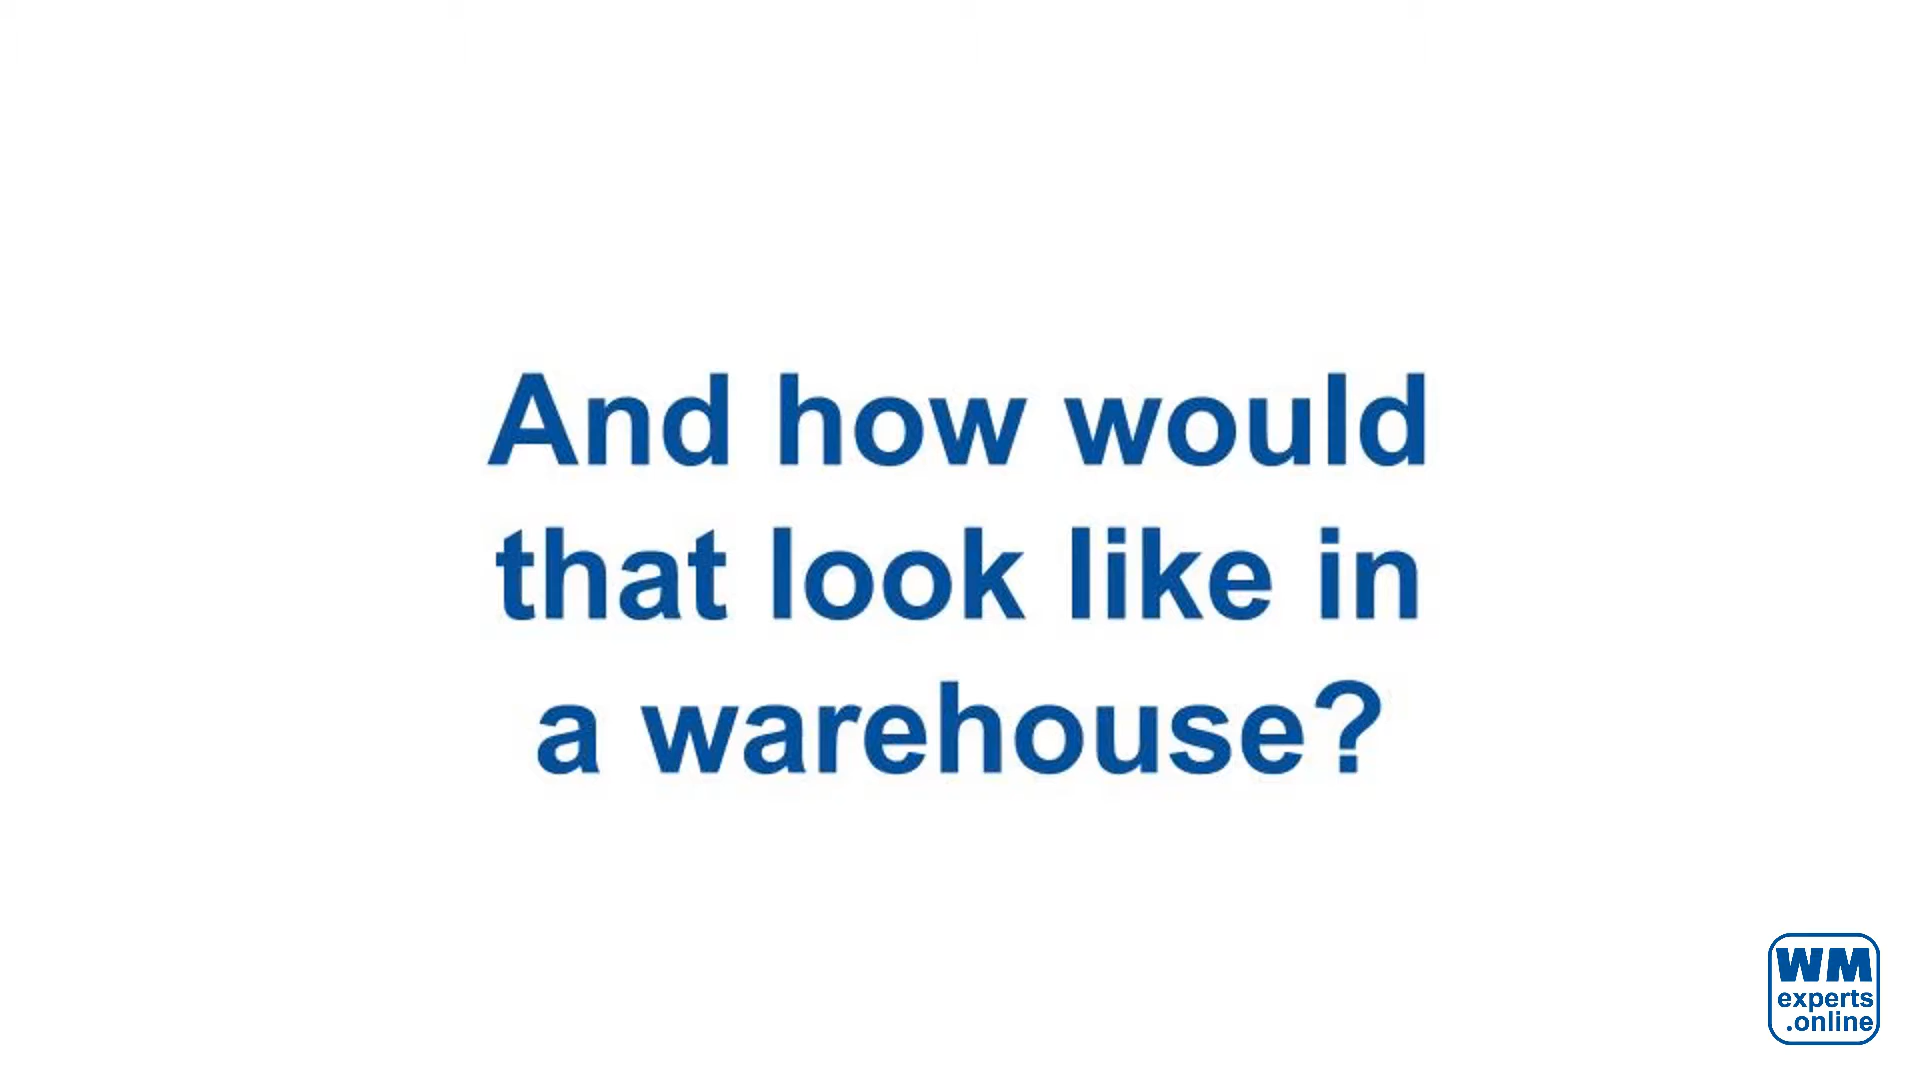 And how would
that look like in
a warehouse?
WM
experts
.online